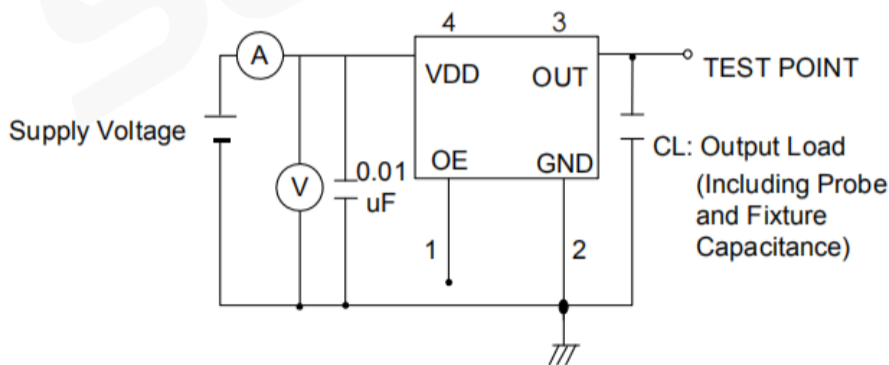 4
3
A
VDD
OUT
TEST POINT
Supply Voltage
V
0.01
uF
OE
GND
CL: Output Load
(Including Probe
and Fixture
Capacitance)
1
2